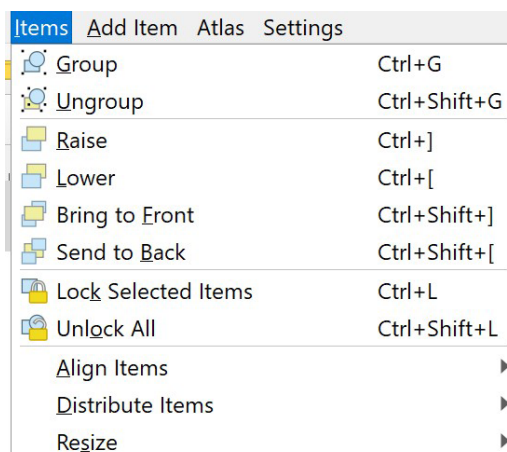 Items Add Item Atlas Settings
Group Ctrl+G
Ungroup Ctrl+Shift+G
Raise Ctrl+]
Lower Ctrl+[
Bring to Front Ctrl+Shift+]
Send to Back Ctrl+Shift+[
Lock Selected Items Ctrl+L
Unlock All Ctrl+Shift+L
Align Items
Distribute Items
Resize